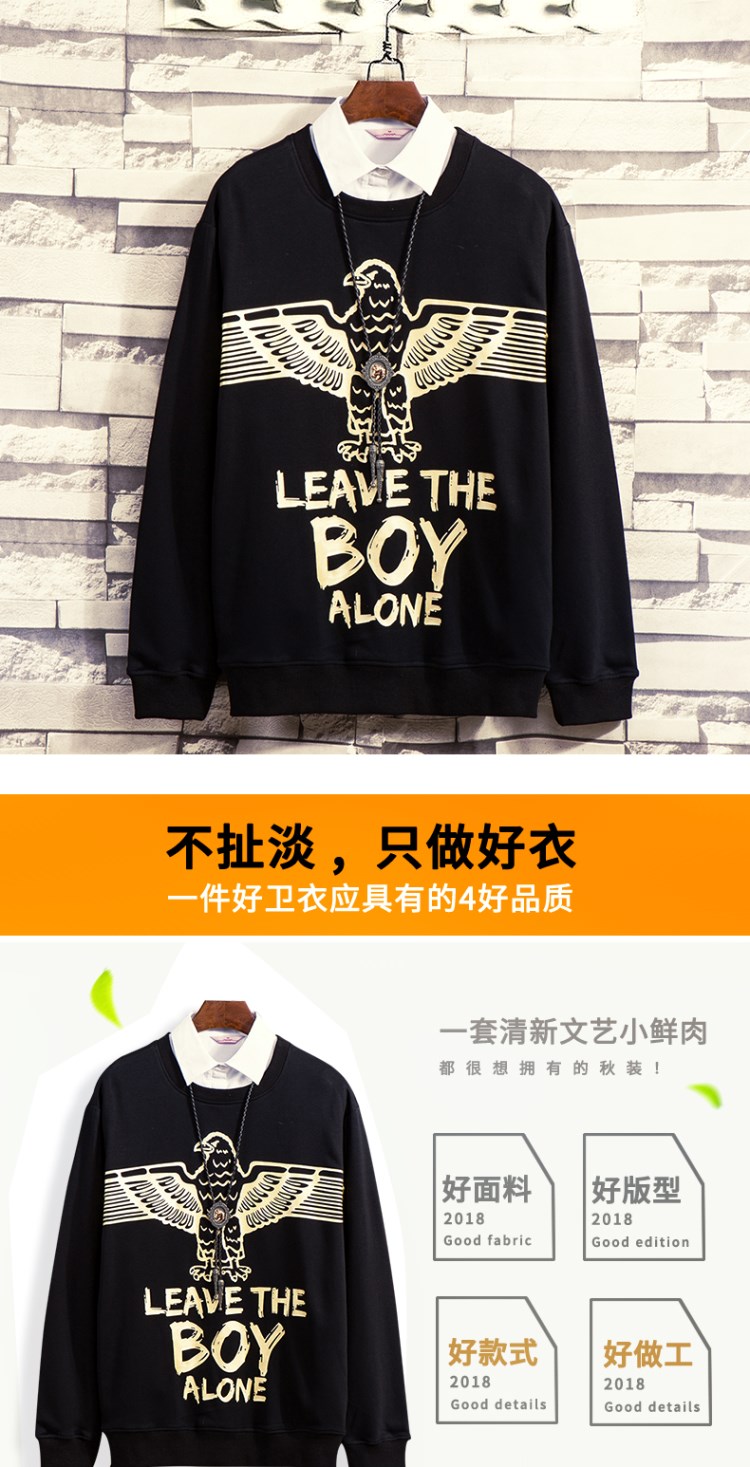 LEAVE THE
BOY
ALONE
不扯淡，只做好衣
一件好卫衣应具有的4好品质
一套清新文艺小鲜肉
都很想拥有的秋装！
好面料
2018
Good fabric
好版型
2018
Good edition
LEAVE THE
BOY
ALONE
好款式
2018
Good details
好做工
2018
Good details